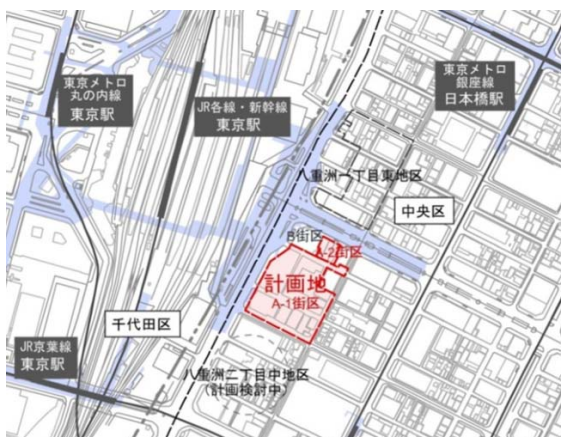 東京メトロ
丸の内線
東京駅
JR各線・新幹線
東京駅
東京メトロ
銀座線
日本橋駅
八重洲一丁目東地区
中央区
B街区
A-2街区
計画地
A-1街区
千代田区
JR京葉線
東京駅
八重洲二丁目中地区
(計画検討中)